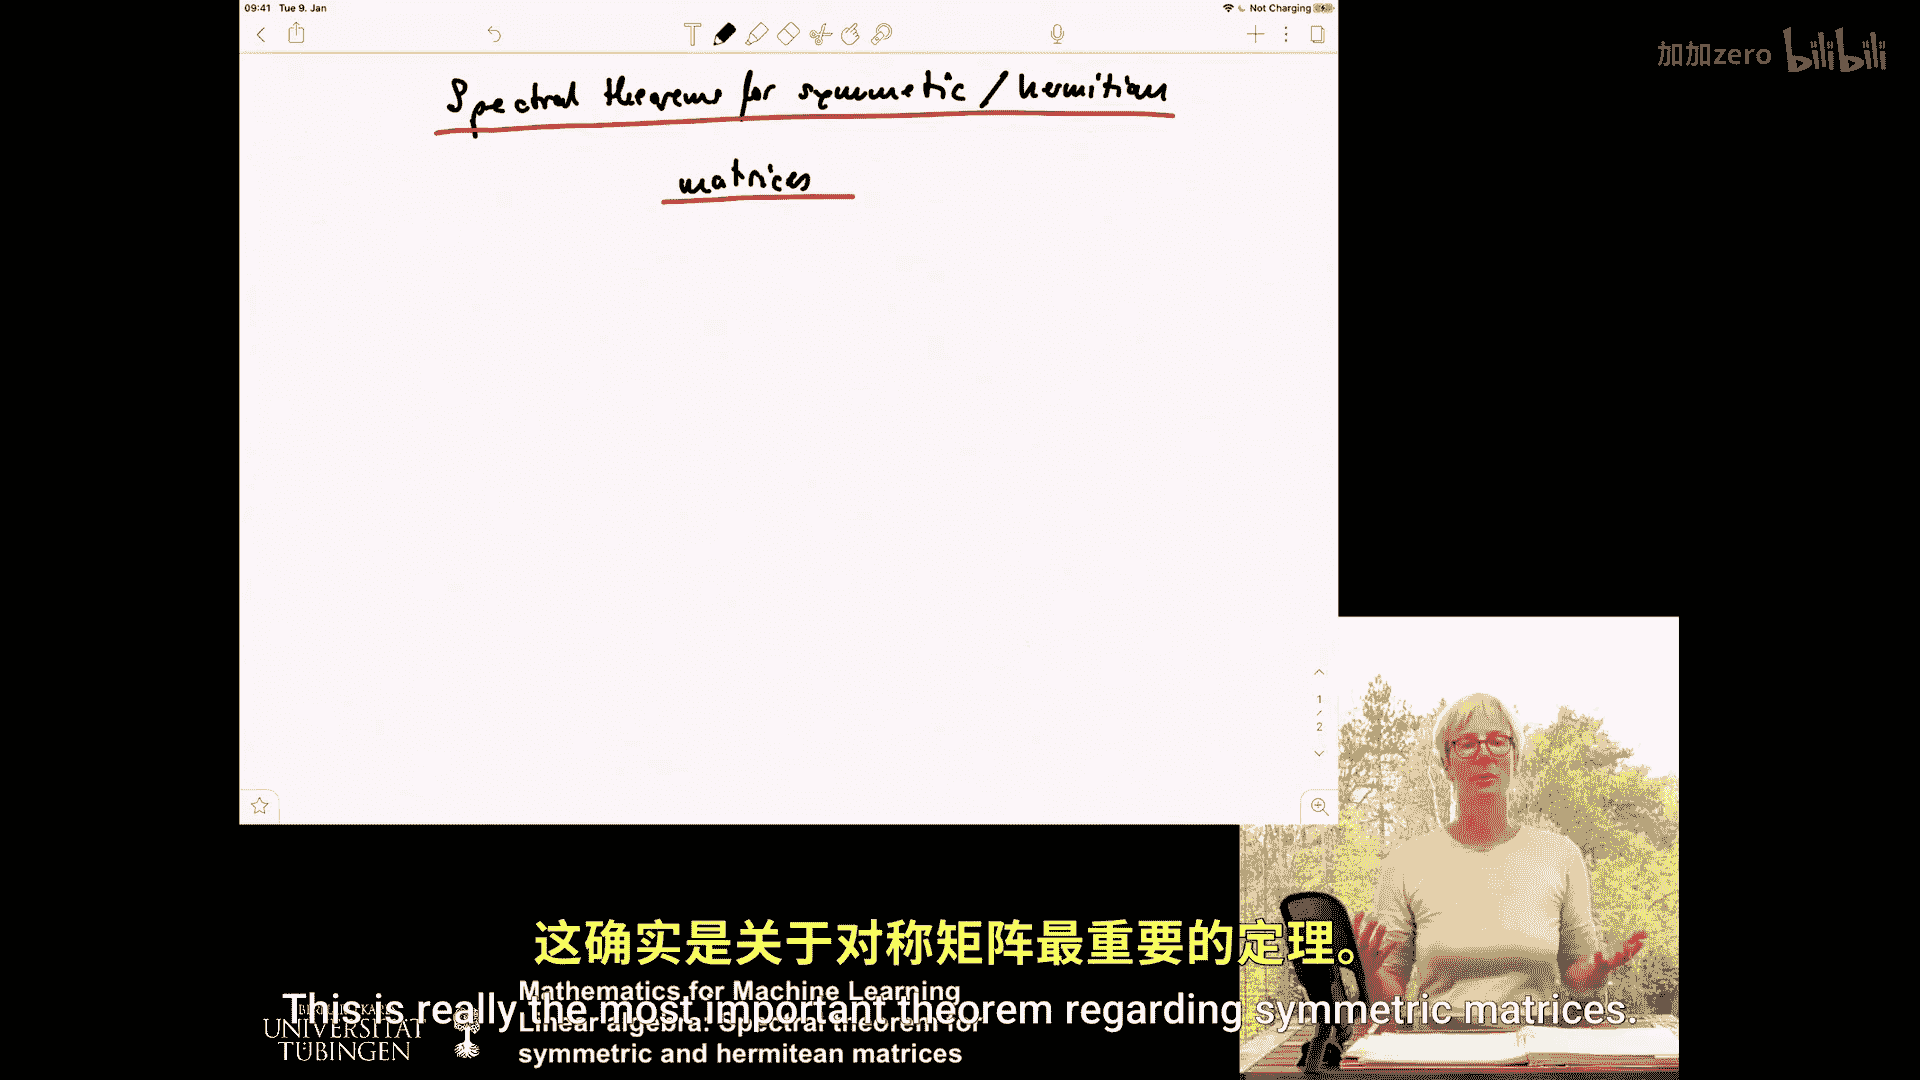 09:41 Tue 9. Jan
Not Charging
T
加加zero bilibili
Spectral theorems for symmetric / hermitian
matrices
1
2
这确实是关于对称矩阵最重要的定理。
This is really the most important theorem regarding symmetric matrices.
Mathematics for Machine Learning
Linear algebra: Spectral theorem for
symmetric and hermitean matrices
UNIVERSITÄT
TÜBINGEN